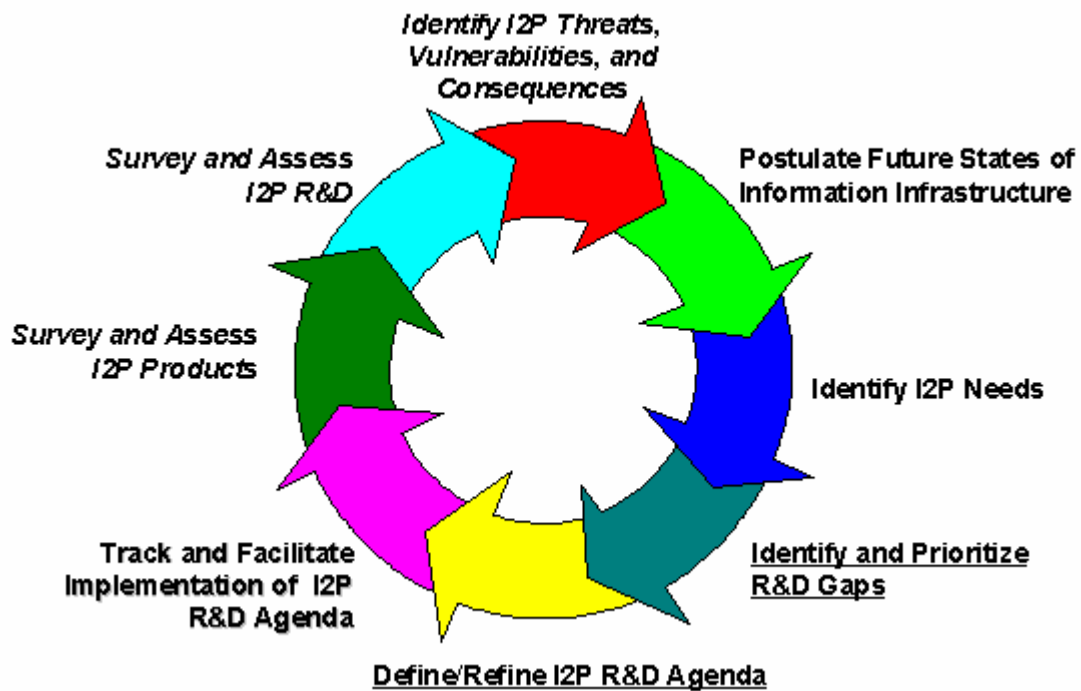 Identify I2P Threats,
Vulnerabilities, and
Consequences
Postulate Future States of
Information Infrastructure
Identify I2P Needs
Identify and Prioritize
R&D Gaps
Define/Refine I2P R&D Agenda
Track and Facilitate
Implementation of I2P
R&D Agenda
Survey and Assess
I2P Products
Survey and Assess
I2P R&D